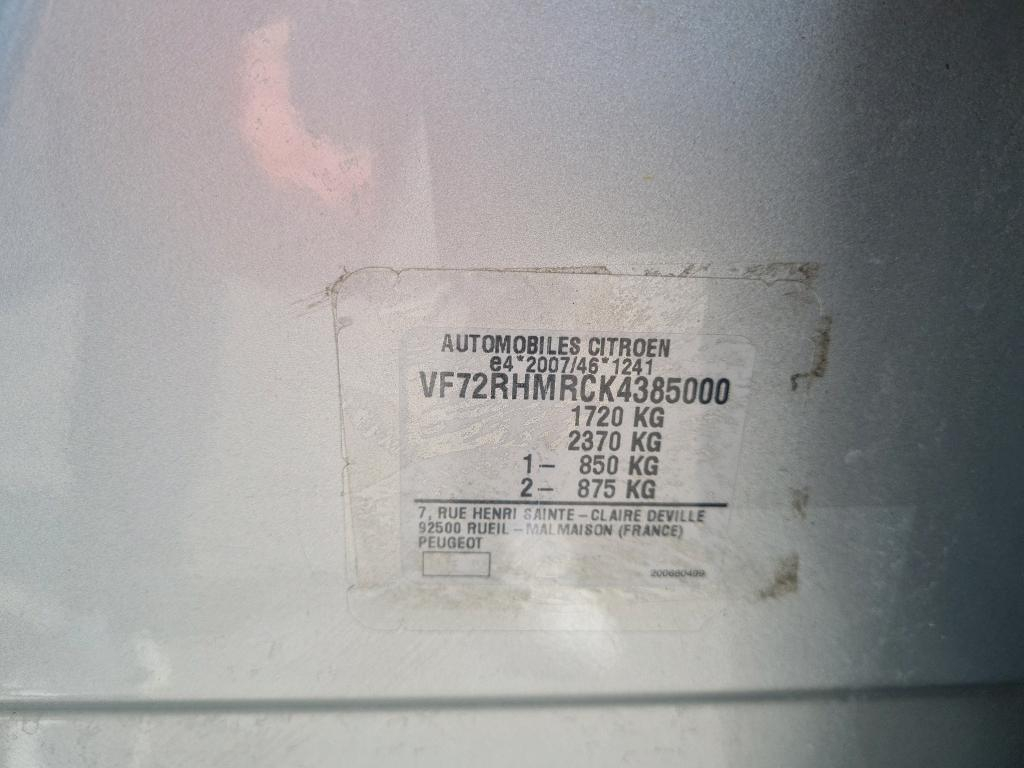 AUTOMOBILES CITROEN
e4*2007/46*1241
VF72RHMRCK4385000
1720 KG
2370 KG
1– 850 KG
2– 875 KG
7, RUE HENRI SAINTE–CLAIRE DEVILLE
92500 RUEIL–MALMAISON (FRANCE)
PEUGEOT
200680499